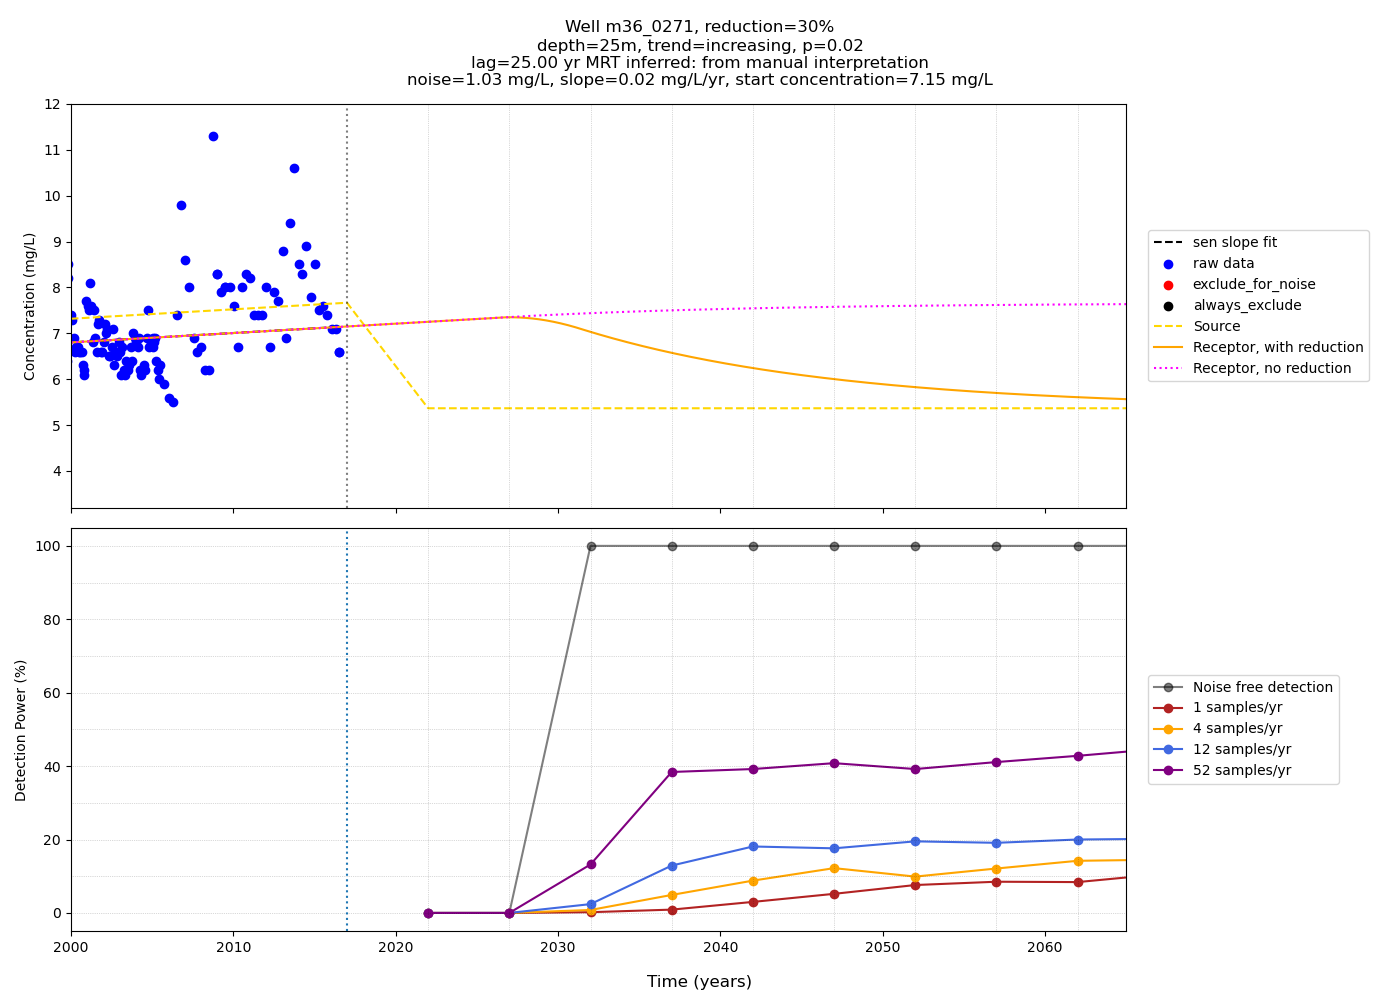 Well m36_0271, reduction=30%
depth=25m, trend=increasing, p=0.02
lag=25.00 yr MRT inferred: from manual interpretation
noise=1.03 mg/L, slope=0.02 mg/L/yr, start concentration=7.15 mg/L
Concentration (mg/L)
12
11
10
9
8
7
6
5
4
sen slope fit
raw data
exclude_for_noise
always_exclude
Source
Receptor, with reduction
Receptor, no reduction
Detection Power (%)
100
80
60
40
20
0
Noise free detection
1 samples/yr
4 samples/yr
12 samples/yr
52 samples/yr
2000 2010 2020 2030 2040 2050 2060
Time (years)